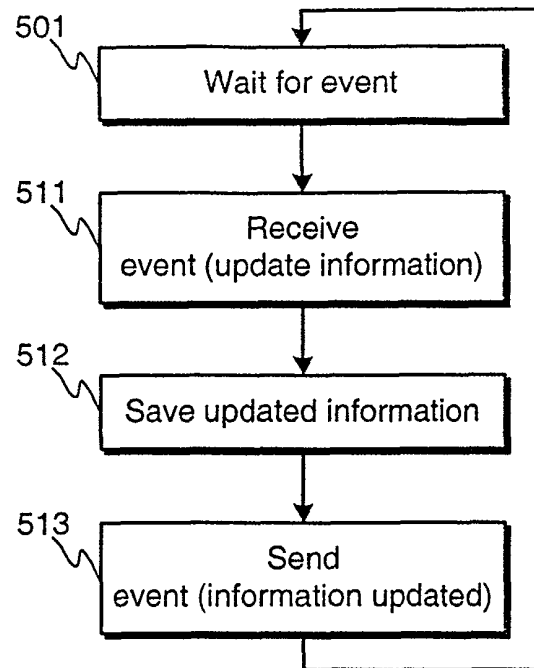 501
Wait for event
511
Receive
event (update information)
512
Save updated information
513
Send
event (information updated)